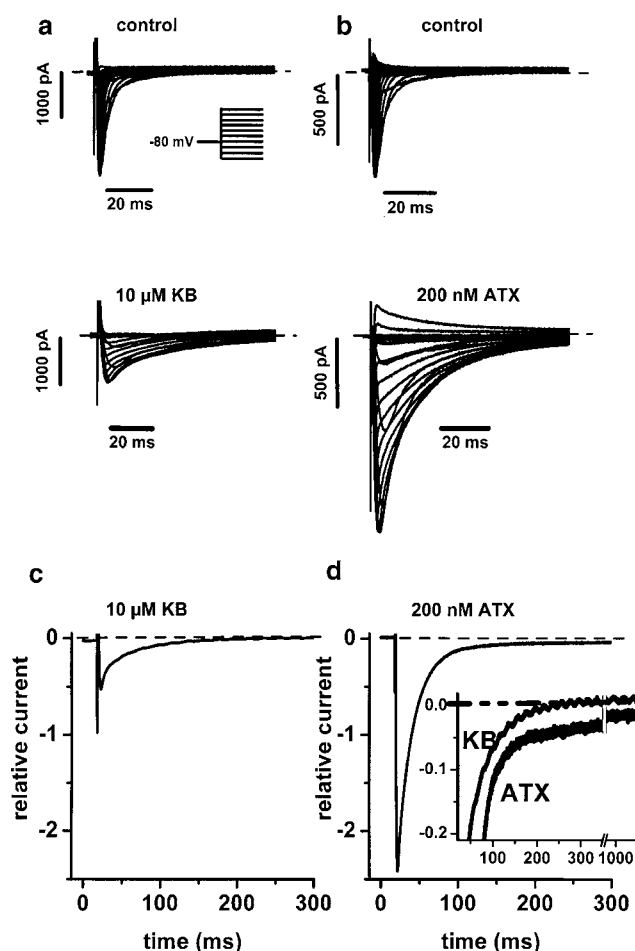 a
control
1000 pA
-80 mV
20 ms
b
control
500 pA
20 ms
10 µM KB
1000 pA
20 ms
200 nM ATX
500 pA
20 ms
c
10 µM KB
relative current
0
-1
-2
0 100 200 300
time (ms)
d
200 nM ATX
relative current
0
-1
-2
0.0
-0.1
-0.2
KB
ATX
100 200 300 1000
0 100 200 300
time (ms)